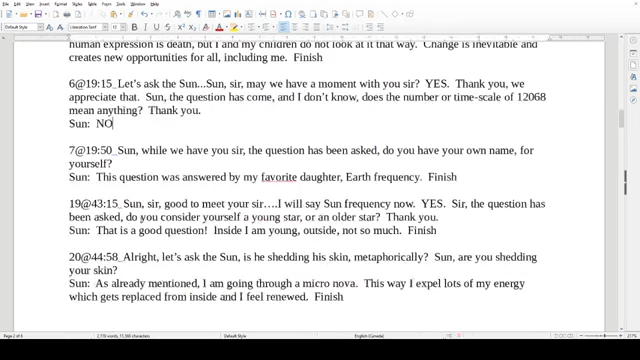 Default Style
Liberation Serif
12
human expression is death, but I and my children do not look at it that way. Change is inevitable and
creates new opportunities for all, including me. Finish
6@19:15_Let's ask the Sun...Sun, sir, may we have a moment with you sir? YES. Thank you, we
appreciate that. Sun, the question has come, and I don't know, does the number or time-scale of 12068
mean anything? Thank you.
Sun: NO
7@19:50_Sun, while we have you sir, the question has been asked, do you have your own name, for
yourself?
Sun: This question was answered by my favorite daughter, Earth frequency. Finish
19@43:15_Sun, sir, good to meet your sir….I will say Sun frequency now. YES. Sir, the question has
been asked, do you consider yourself a young star, or an older star? Thank you.
Sun: That is a good question! Inside I am young, outside, not so much. Finish
20@44:58_Alright, let's ask the Sun, is he shedding his skin, metaphorically? Sun, are you shedding
your skin?
Sun: As already mentioned, I am going through a micro nova. This way I expel lots of my energy
which gets replaced from inside and I feel renewed. Finish
Default Style
English (Canada)